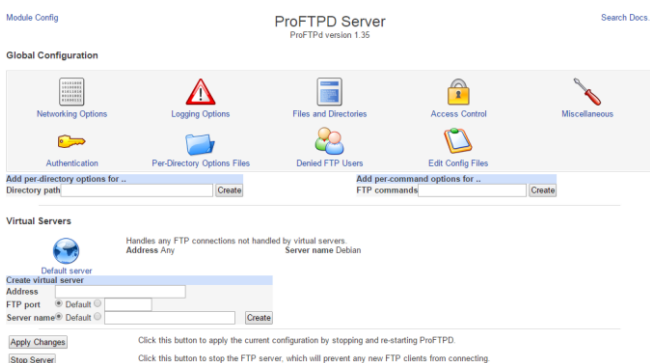 Module Config
ProFTPD Server
Search Docs..
ProFTPd version 1.35
Global Configuration
Networking Options
Logging Options
Files and Directories
Access Control
Miscellaneous
Authentication
Per-Directory Options Files
Denied FTP Users
Edit Config Files
Add per-directory options for ..
Directory path Create
Add per-command options for ..
FTP commands Create
Virtual Servers
Default server
Handles any FTP connections not handled by virtual servers.
Address Any Server name Debian
Create virtual server
Address
FTP port Default
Server name Default Create
Apply Changes Click this button to apply the current configuration by stopping and re-starting ProFTPD.
Stop Server Click this button to stop the FTP server, which will prevent any new FTP clients from connecting.